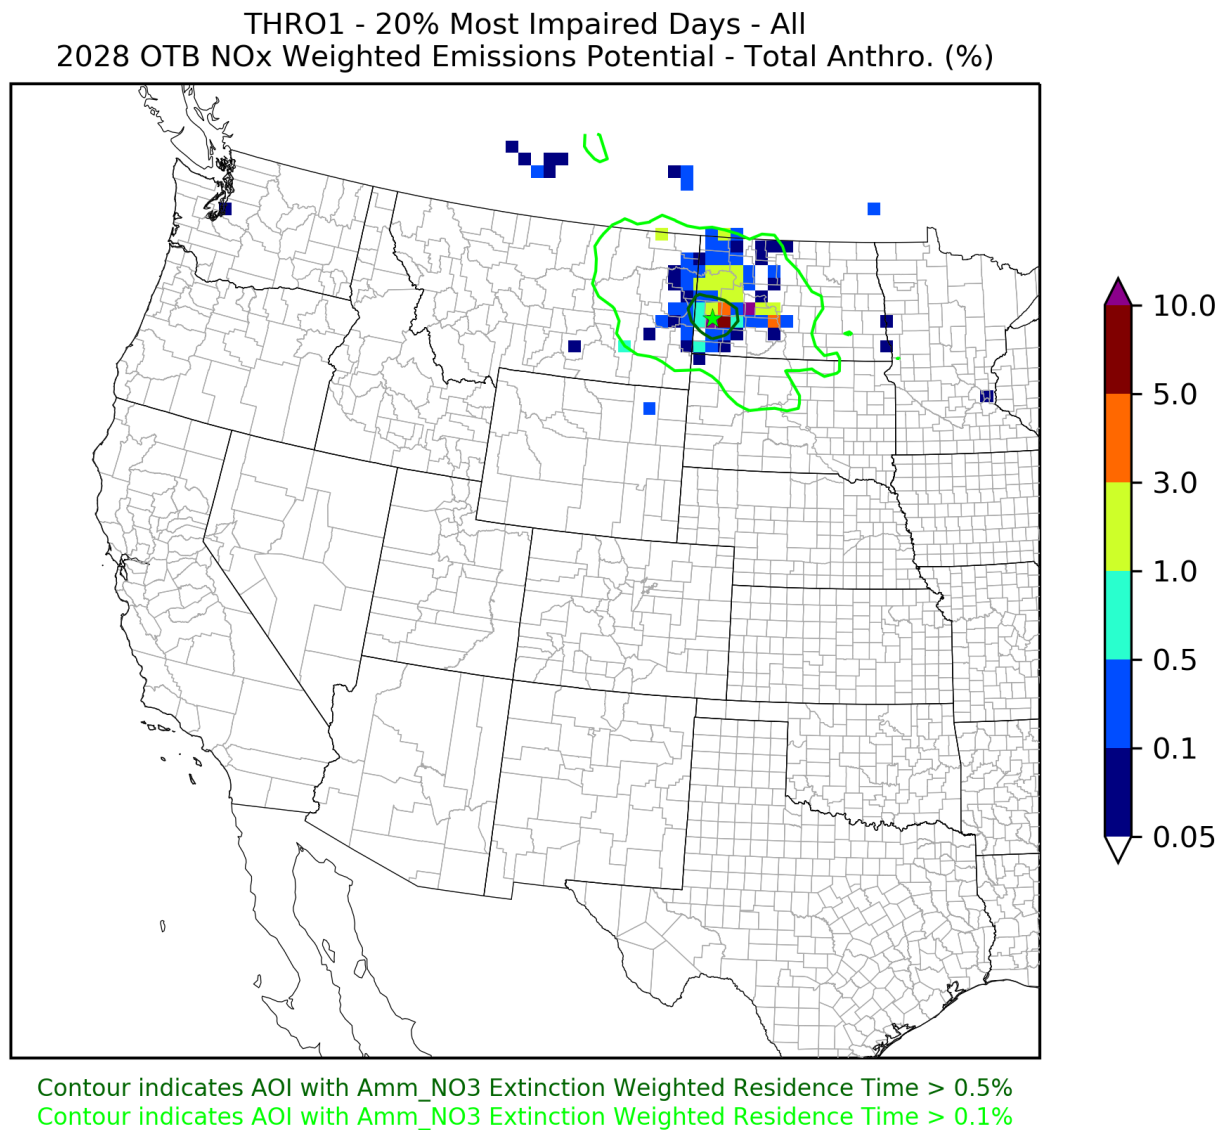 THRO1 - 20% Most Impaired Days - All
2028 OTB NOx Weighted Emissions Potential - Total Anthro. (%)
10.0
5.0
3.0
1.0
0.5
0.1
0.05
Contour indicates AOI with Amm_NO3 Extinction Weighted Residence Time > 0.5%
Contour indicates AOI with Amm_NO3 Extinction Weighted Residence Time > 0.1%